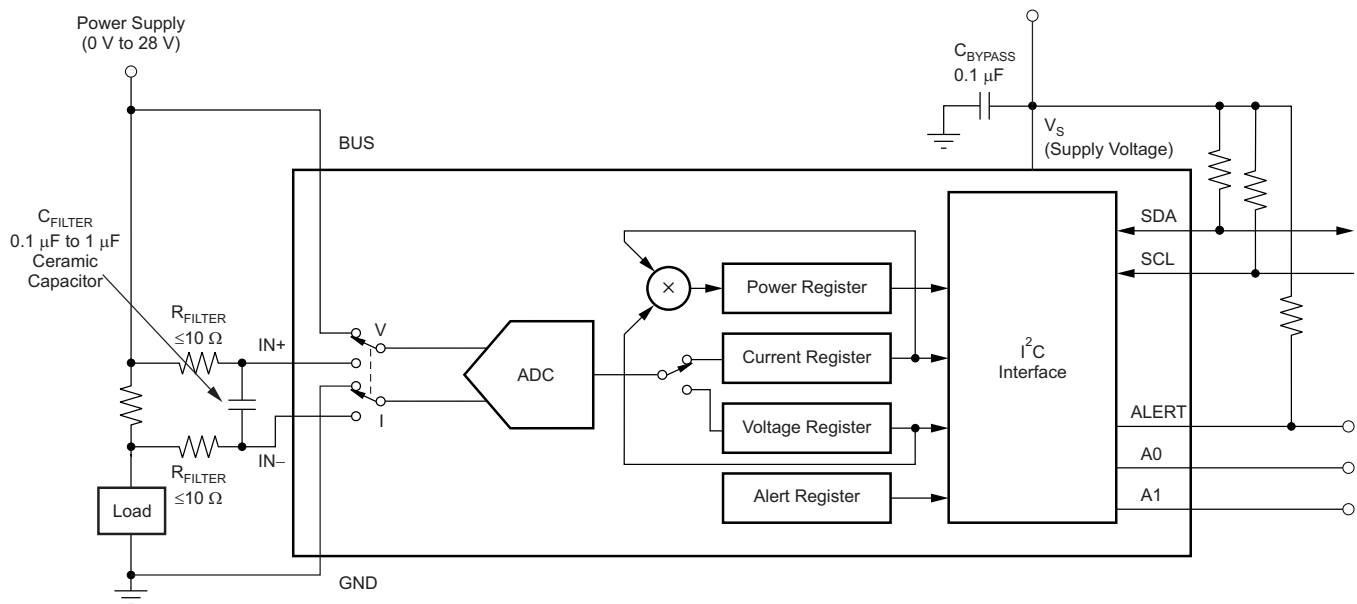 Power Supply
(0 V to 28 V)
C_BYPASS
0.1 µF
V_S
(Supply Voltage)
BUS
C_FILTER
0.1 µF to 1 µF
Ceramic
Capacitor
R_FILTER
≤10 Ω
IN+
V
I
IN–
R_FILTER
≤10 Ω
Load
GND
ADC
×
Power Register
Current Register
Voltage Register
Alert Register
I²C
Interface
SDA
SCL
ALERT
A0
A1